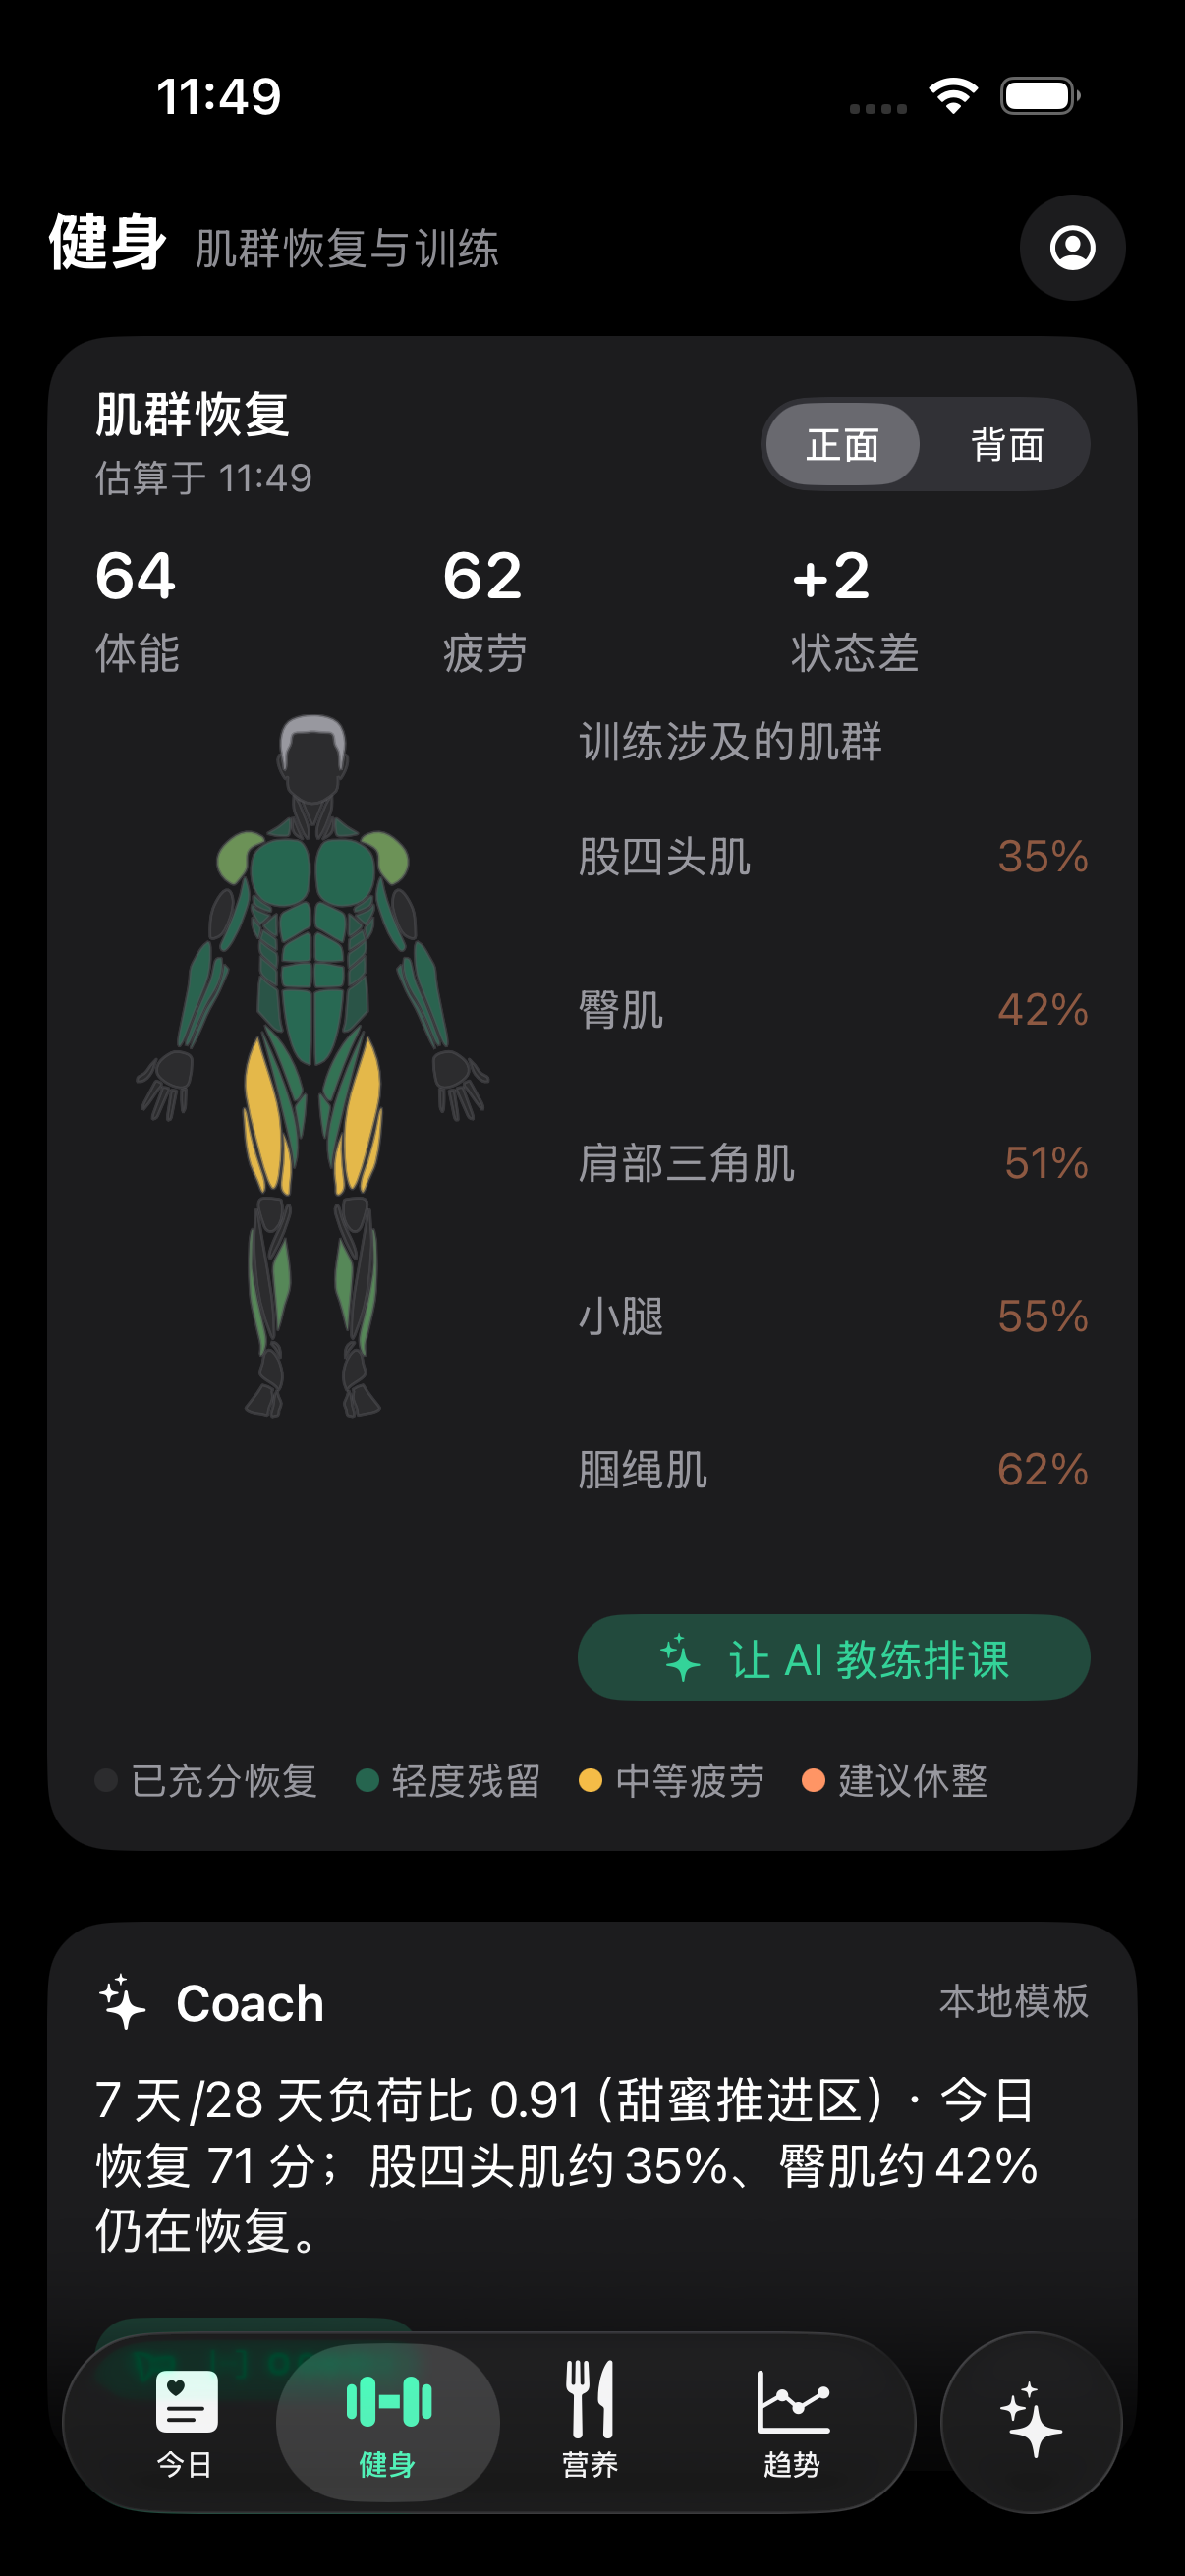 11:49
健身 肌群恢复与训练
肌群恢复
估算于 11:49
正面 背面
64 62 +2
体能 疲劳 状态差
训练涉及的肌群
股四头肌 35%
臀肌 42%
肩部三角肌 51%
小腿 55%
腘绳肌 62%
让 AI 教练排课
已充分恢复 轻度残留 中等疲劳 建议休整
Coach 本地模板
7 天/28 天负荷比 0.91（甜蜜推进区）· 今日
恢复 71 分；股四头肌约 35%、臀肌约 42%
仍在恢复。
今日 健身 营养 趋势